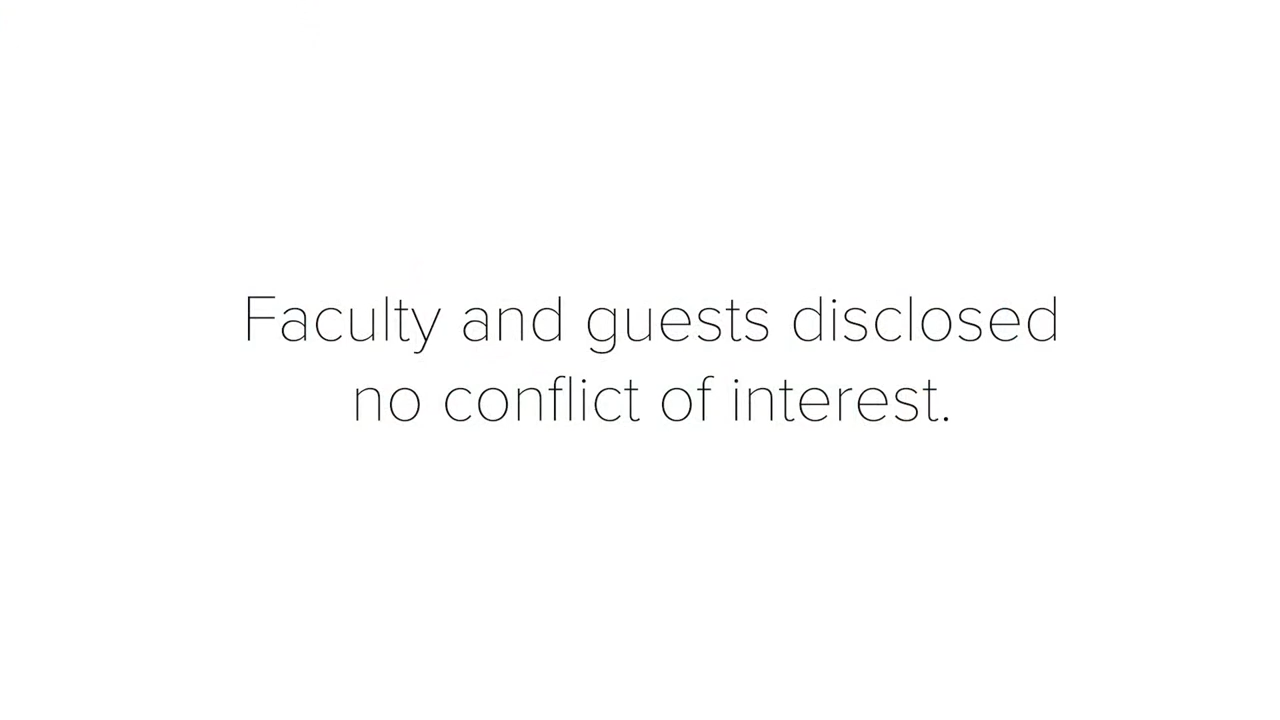 Faculty and guests disclosed
no conflict of interest.